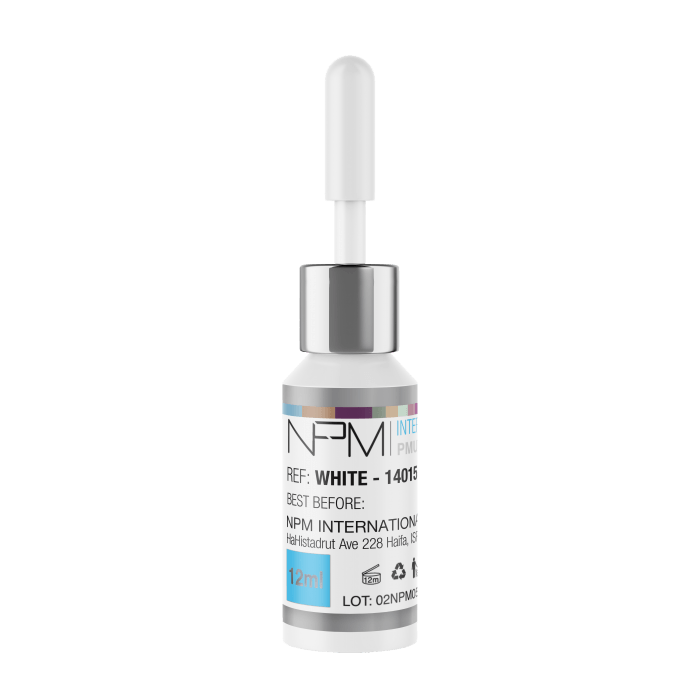 NPM INTE
PMU
REF: WHITE - 14015
BEST BEFORE:
NPM INTERNATIONA
HaHistadrut Ave 228 Haifa, IS
12ml
12m
LOT: 02NPM0